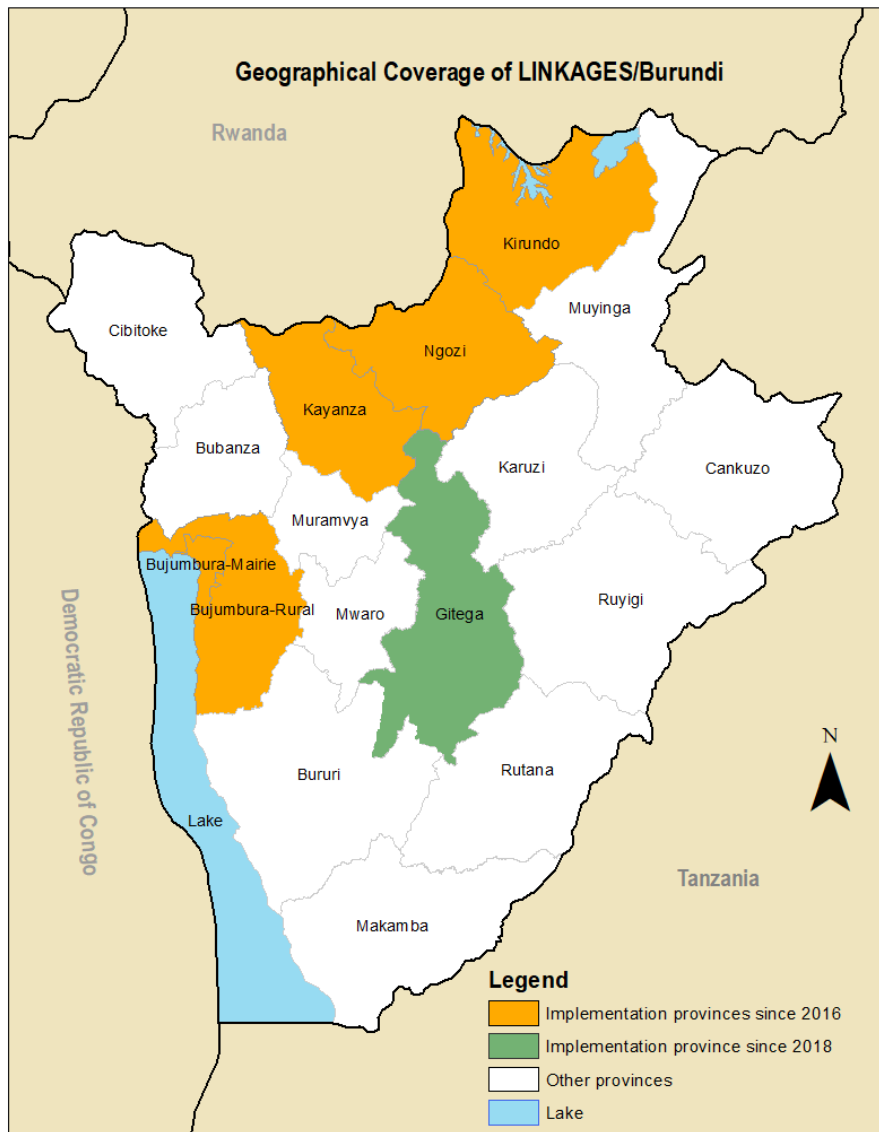 Geographical Coverage of LINKAGES/Burundi
Rwanda
Kirundo
Muyinga
Cibitoke
Ngozi
Kayanza
Bubanza
Karuzi
Cankuzo
Muramvya
Bujumbura-Mairie
Bujumbura-Rural
Mwaro
Gitega
Ruyigi
Democratic Republic of Congo
N
Bururi
Rutana
Lake
Tanzania
Makamba
Legend
Implementation provinces since 2016
Implementation province since 2018
Other provinces
Lake